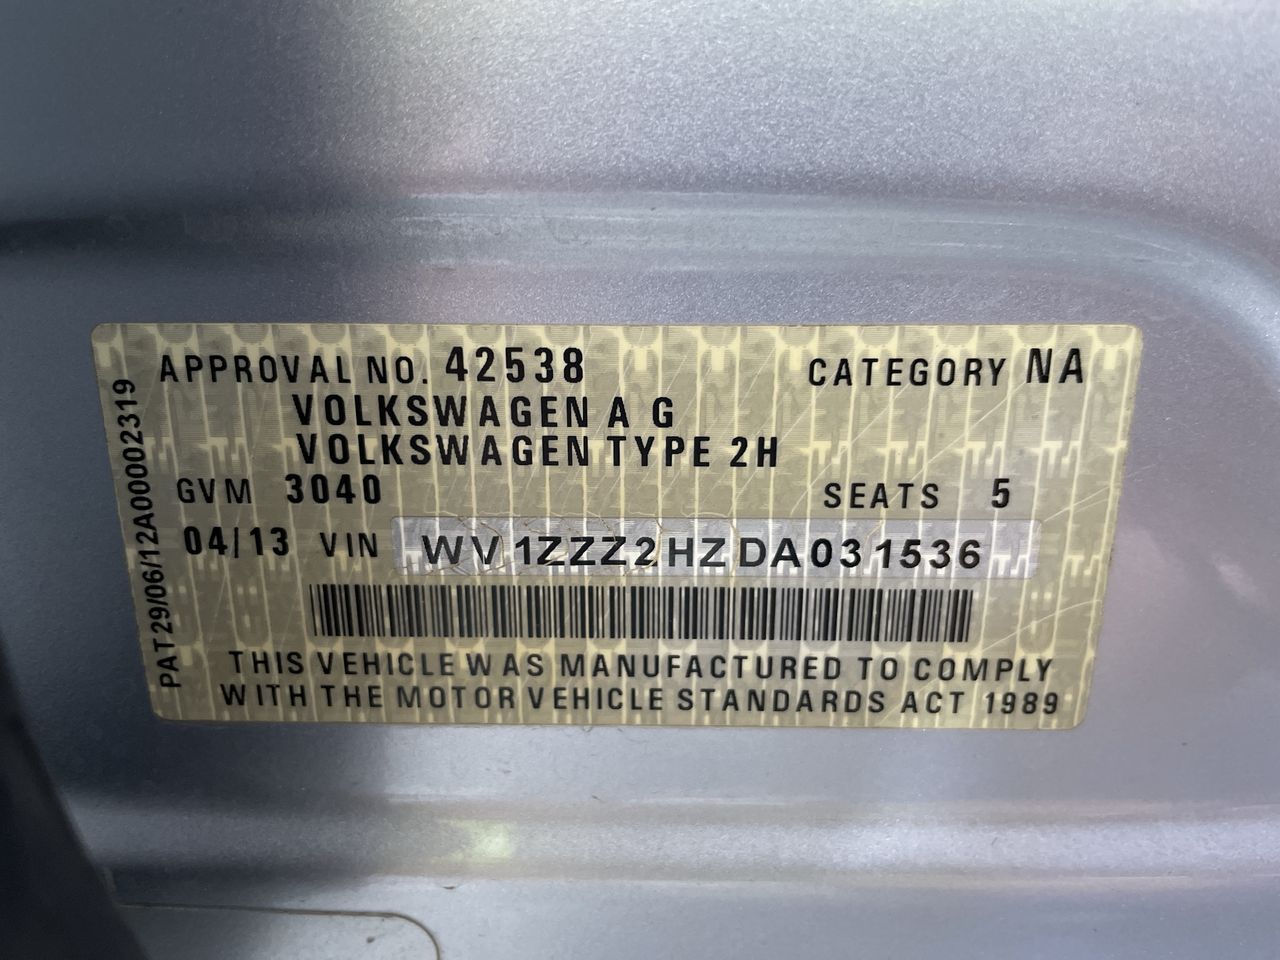 APPROVAL NO. 42538 CATEGORY NA
VOLKSWAGEN A G
VOLKSWAGEN TYPE 2H
GVM 3040 SEATS 5
04/13 VIN WV1ZZZ2HZDA031536
THIS VEHICLE WAS MANUFACTURED TO COMPLY
WITH THE MOTOR VEHICLE STANDARDS ACT 1989
PAT29/06/12A00002319